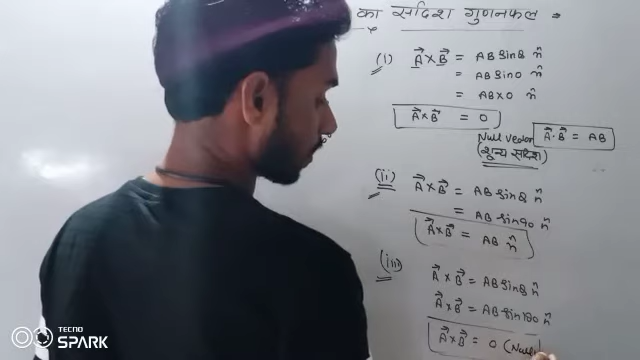 का सदिश गुणनफल =
(i) A⃗ × B⃗ = AB sinθ n̂
= AB sin0 n̂
= AB×0 n̂
A⃗×B⃗ = 0
Null vector
(शून्य सदिश)
A⃗·B⃗ = AB
(ii) A⃗×B⃗ = AB sinθ n̂
= AB sin90 n̂
A⃗×B⃗ = AB n̂
(iii)
A⃗×B⃗ = AB sinθ n̂
A⃗×B⃗ = AB sin180 n̂
A⃗×B⃗ = 0 (Null
TECNO
SPARK